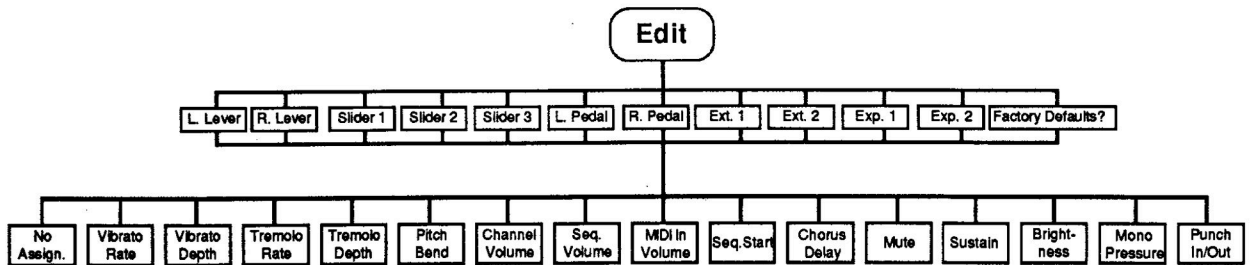 Edit
L. Lever R. Lever Slider 1 Slider 2 Slider 3 L. Pedal R. Pedal Ext. 1 Ext. 2 Exp. 1 Exp. 2 Factory Defaults?
No Assign.
Vibrato Rate
Vibrato Depth
Tremolo Rate
Tremolo Depth
Pitch Bend
Channel Volume
Seq. Volume
MIDI In Volume
Seq.Start
Chorus Delay
Mute
Sustain
Bright-
ness
Mono Pressure
Punch In/Out